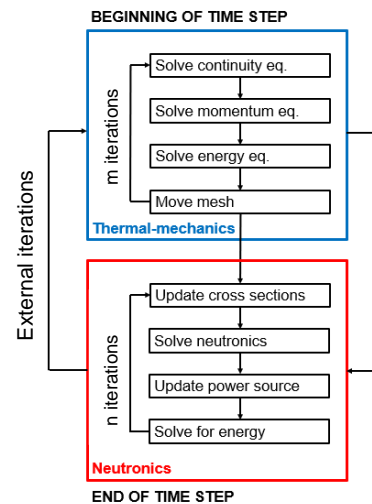 BEGINNING OF TIME STEP
Solve continuity eq.
Solve momentum eq.
Solve energy eq.
Move mesh
m iterations
Thermal-mechanics
External iterations
Update cross sections
Solve neutronics
Update power source
Solve for energy
n iterations
Neutronics
END OF TIME STEP